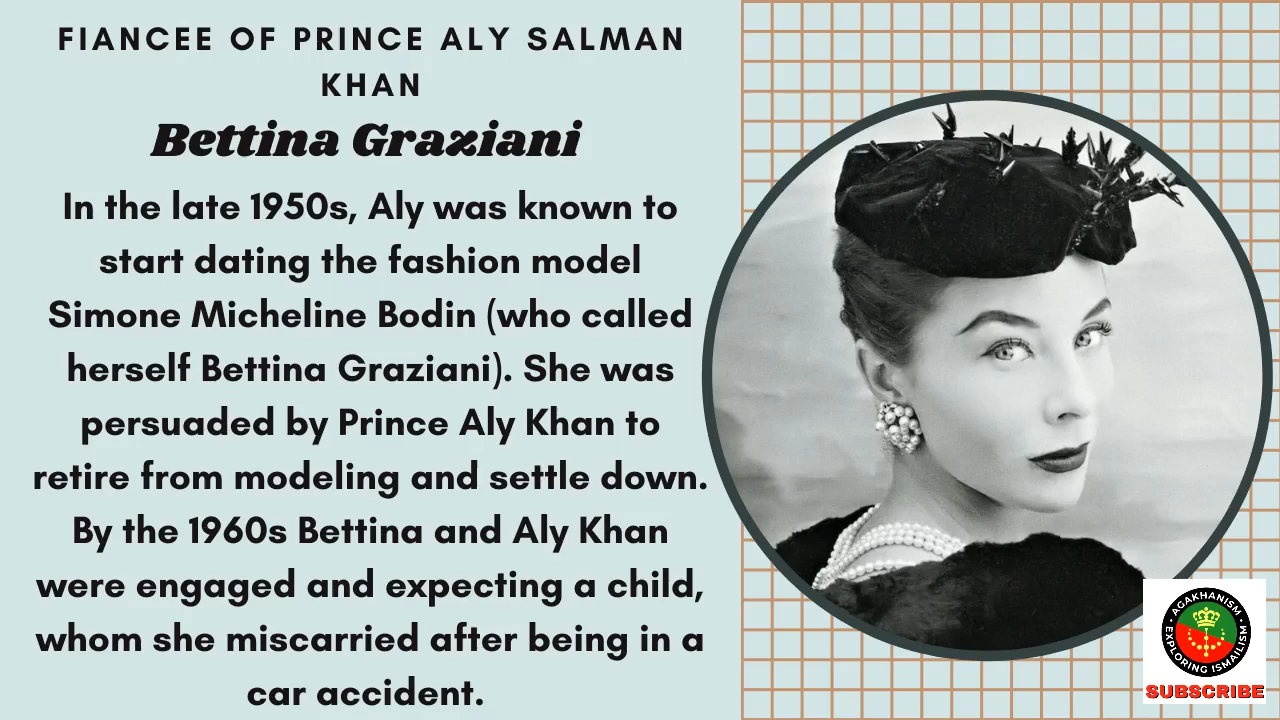 FIANCEE OF PRINCE ALY SALMAN
KHAN
Bettina Graziani
In the late 1950s, Aly was known to
start dating the fashion model
Simone Micheline Bodin (who called
herself Bettina Graziani). She was
persuaded by Prince Aly Khan to
retire from modeling and settle down.
By the 1960s Bettina and Aly Khan
were engaged and expecting a child,
whom she miscarried after being in a
car accident.
AGAKHANISM
EXPLORING ISMAILISM
SUBSCRIBE